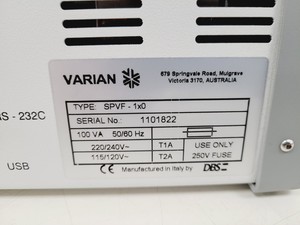 VARIAN
679 Springvale Road, Mulgrave
Victoria 3170, AUSTRALIA
TYPE: SPVF - 1x0
SERIAL No.: 1101822
100 VA 50/60 Hz
220/240V~ T1A USE ONLY
115/120V~ T2A 250V FUSE
CE Manufactured in Italy by DBS
S - 232C
USB